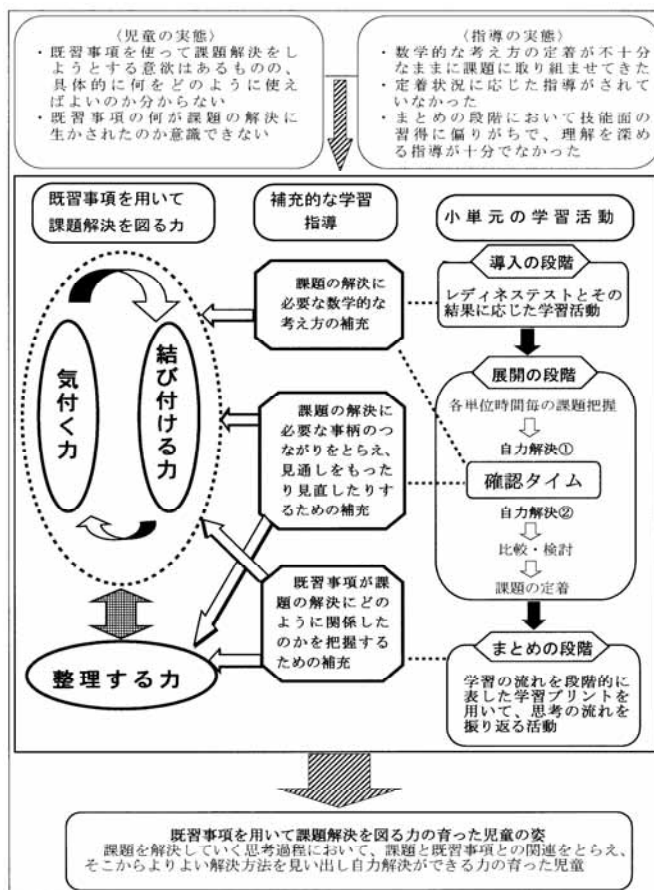 〈児童の実態〉
・既習事項を使って課題解決をし
ようとする意欲はあるものの、
具体的に何をどのように使え
ばよいのか分からない
・既習事項の何が課題の解決に
生かされたのか意識できない
〈指導の実態〉
・数学的な考え方の定着が不十分
なままに課題に取り組ませてきた
・定着状況に応じた指導がされて
いなかった
・まとめの段階において技能面の
習得に偏りがちで、理解を深め
る指導が十分でなかった
既習事項を用いて
課題解決を図る力
補充的な学習
指導
小単元の学習活動
気付く力
結び付ける力
整理する力
課題の解決に
必要な数学的な
考え方の補充
課題の解決に
必要な事柄のつ
ながりをとらえ、
見通しをもった
り見直したりす
るための補充
既習事項が課
題の解決にどの
ように関係した
のかを把握する
ための補充
導入の段階
レディネステストとその
結果に応じた学習活動
展開の段階
各単位時間毎の課題把握
自力解決①
確認タイム
自力解決②
比較・検討
課題の定着
まとめの段階
学習の流れを段階的に
表した学習プリントを
用いて、思考の流れを
振り返る活動
既習事項を用いて課題解決を図る力の育った児童の姿
課題を解決していく思考過程において、課題と既習事項との関連をとらえ、
そこからよりよい解決方法を見い出し自力解決ができる力の育った児童